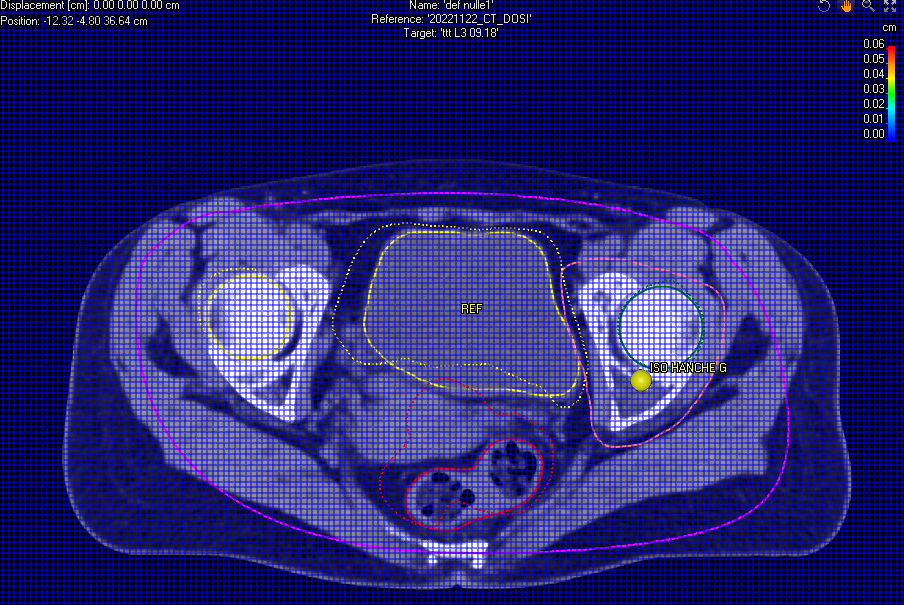 Displacement [cm]: 0.00 0.00 0.00 cm
Position: -12.32 -4.80 36.64 cm
Name: 'def nulle1'
Reference: '20221122_CT_DOSI'
Target: 'ttt L3 09.18'
cm
0.06
0.05
0.04
0.03
0.02
0.01
0.00
REF
ISO HANCHE G